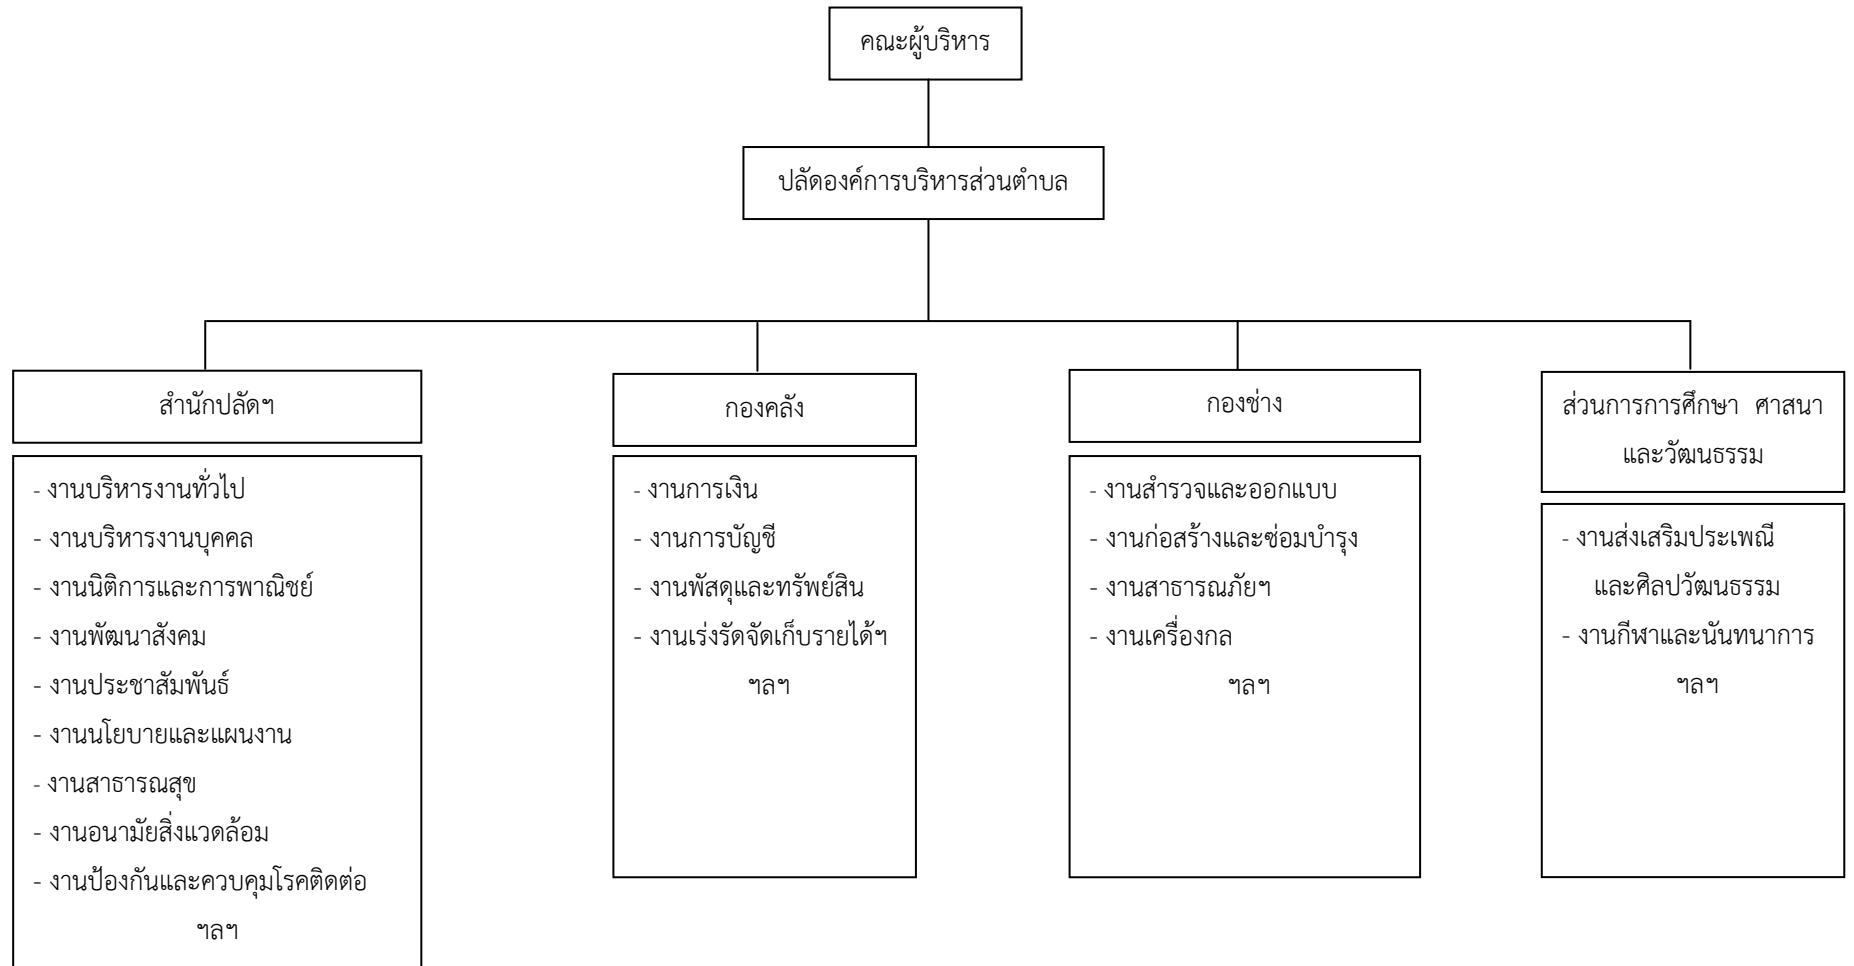 คณะผู้บริหาร
ปลัดองค์การบริหารส่วนตำบล
สำนักปลัดฯ
- งานบริหารงานทั่วไป
- งานบริหารงานบุคคล
- งานนิติการและการพาณิชย์
- งานพัฒนาสังคม
- งานประชาสัมพันธ์
- งานนโยบายและแผนงาน
- งานสาธารณสุข
- งานอนามัยสิ่งแวดล้อม
- งานป้องกันและควบคุมโรคติดต่อ
ฯลฯ
กองคลัง
- งานการเงิน
- งานการบัญชี
- งานพัสดุและทรัพย์สิน
- งานเร่งรัดจัดเก็บรายได้ฯ
ฯลฯ
กองช่าง
- งานสำรวจและออกแบบ
- งานก่อสร้างและซ่อมบำรุง
- งานสาธารณภัยฯ
- งานเครื่องกล
ฯลฯ
ส่วนการการศึกษา ศาสนา
และวัฒนธรรม
- งานส่งเสริมประเพณี
และศิลปวัฒนธรรม
- งานกีฬาและนันทนาการ
ฯลฯ